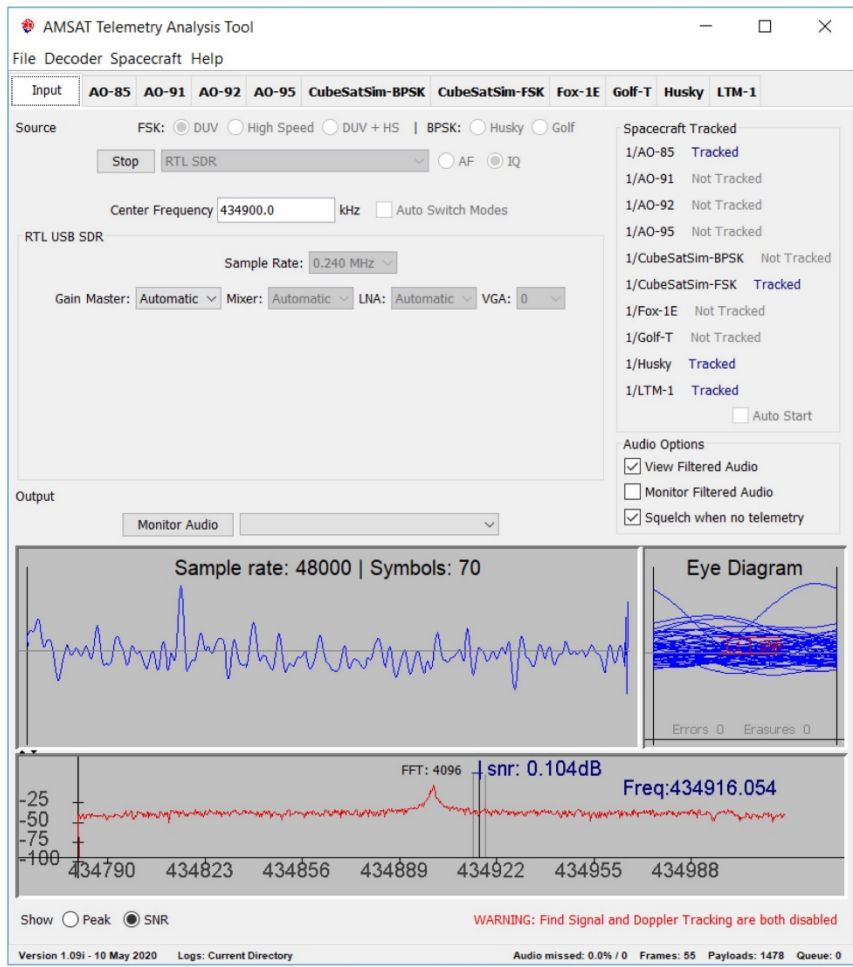 AMSAT Telemetry Analysis Tool
File Decoder Spacecraft Help
Input AO-85 AO-91 AO-92 AO-95 CubeSatSim-BPSK CubeSatSim-FSK Fox-1E Golf-T Husky LTM-1
Source FSK: DUV High Speed DUV + HS | BPSK: Husky Golf
Stop RTL SDR AF IQ
Center Frequency 434900.0 kHz Auto Switch Modes
RTL USB SDR
Sample Rate: 0.240 MHz
Gain Master: Automatic Mixer: Automatic LNA: Automatic VGA: 0
Spacecraft Tracked
1/AO-85 Tracked
1/AO-91 Not Tracked
1/AO-92 Not Tracked
1/AO-95 Not Tracked
1/CubeSatSim-BPSK Not Tracked
1/CubeSatSim-FSK Tracked
1/Fox-1E Not Tracked
1/Golf-T Not Tracked
1/Husky Tracked
1/LTM-1 Tracked
Auto Start
Audio Options
View Filtered Audio
Monitor Filtered Audio
Squelch when no telemetry
Output
Monitor Audio
Sample rate: 48000 | Symbols: 70
Eye Diagram
Errors 0 Erasures 0
FFT: 4096 snr: 0.104dB
Freq:434916.054
-25
-50
-75
-100
434790 434823 434856 434889 434922 434955 434988
Show Peak SNR WARNING: Find Signal and Doppler Tracking are both disabled
Version 1.09i - 10 May 2020 Logs: Current Directory Audio missed: 0.0% / 0 Frames: 55 Payloads: 1478 Queue: 0